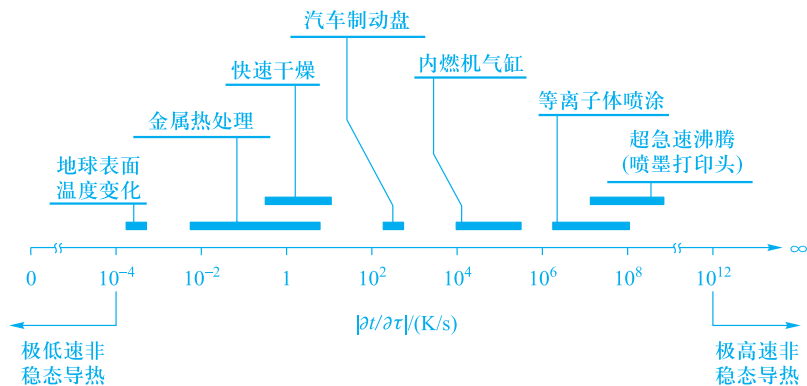 汽车制动盘
快速干燥
内燃机气缸
等离子体喷涂
金属热处理
超急速沸腾
(喷墨打印头)
地球表面
温度变化
0 10⁻⁴ 10⁻² 1 10² 10⁴ 10⁶ 10⁸ 10¹² ∞
|∂t/∂τ|/(K/s)
极低速非
稳态导热
极高速非
稳态导热